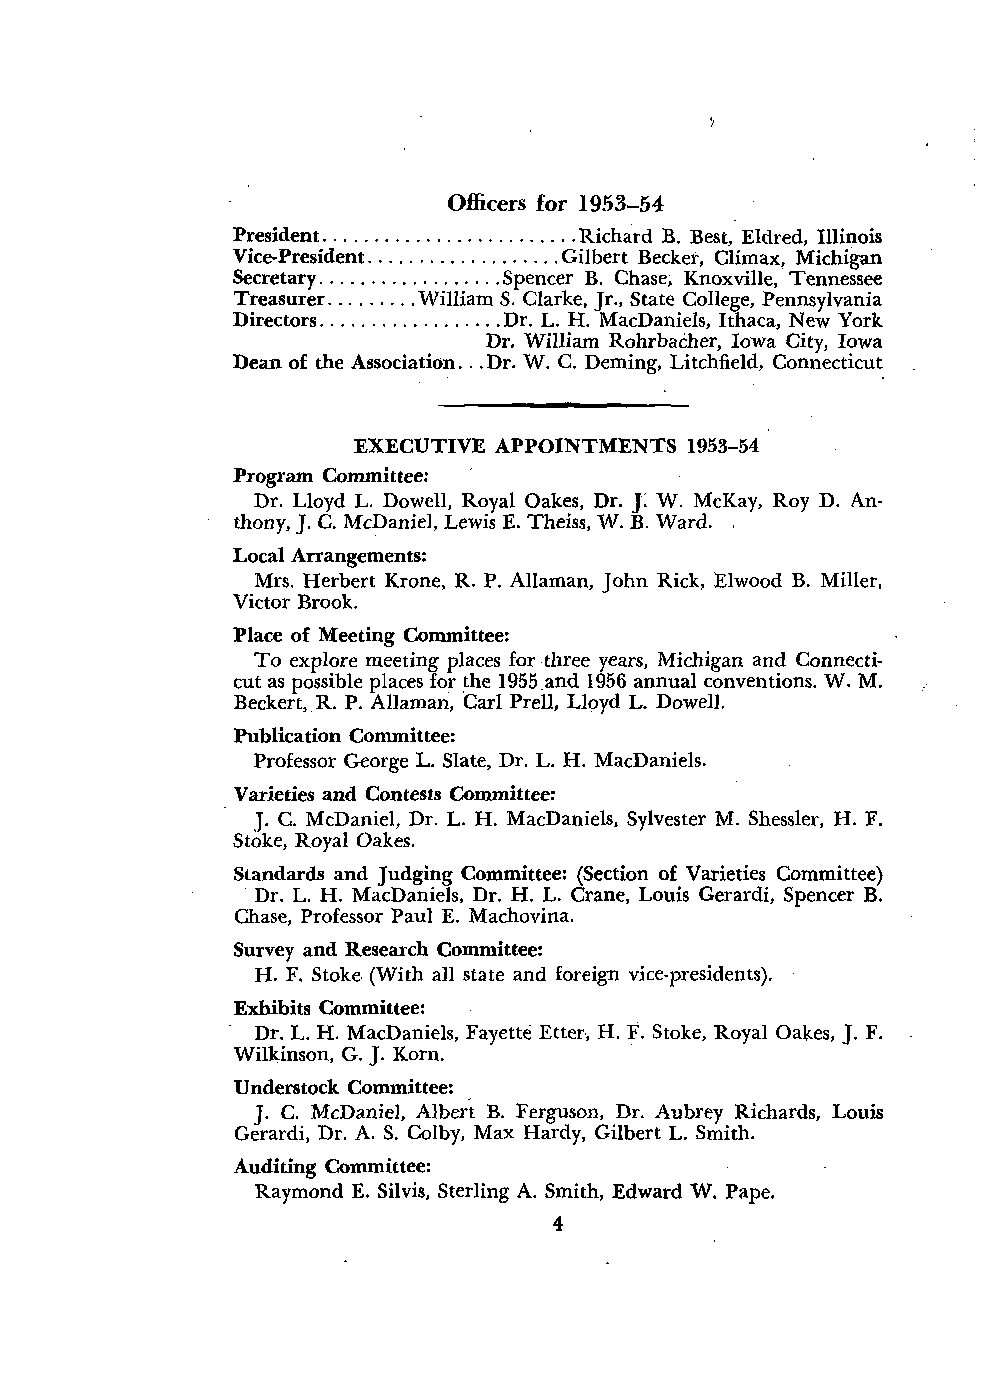 Officers for 1953–54
President.........................Richard B. Best, Eldred, Illinois
Vice-President...................Gilbert Becker, Climax, Michigan
Secretary..................Spencer B. Chase, Knoxville, Tennessee
Treasurer.........William S. Clarke, Jr., State College, Pennsylvania
Directors..................Dr. L. H. MacDaniels, Ithaca, New York
Dr. William Rohrbacher, Iowa City, Iowa
Dean of the Association...Dr. W. C. Deming, Litchfield, Connecticut
EXECUTIVE APPOINTMENTS 1953–54
Program Committee:
Dr. Lloyd L. Dowell, Royal Oakes, Dr. J. W. McKay, Roy D. An-
thony, J. C. McDaniel, Lewis E. Theiss, W. B. Ward.
Local Arrangements:
Mrs. Herbert Krone, R. P. Allaman, John Rick, Elwood B. Miller,
Victor Brook.
Place of Meeting Committee:
To explore meeting places for three years, Michigan and Connecti-
cut as possible places for the 1955 and 1956 annual conventions. W. M.
Beckert, R. P. Allaman, Carl Prell, Lloyd L. Dowell.
Publication Committee:
Professor George L. Slate, Dr. L. H. MacDaniels.
Varieties and Contests Committee:
J. C. McDaniel, Dr. L. H. MacDaniels, Sylvester M. Shessler, H. F.
Stoke, Royal Oakes.
Standards and Judging Committee: (Section of Varieties Committee)
Dr. L. H. MacDaniels, Dr. H. L. Crane, Louis Gerardi, Spencer B.
Chase, Professor Paul E. Machovina.
Survey and Research Committee:
H. F. Stoke (With all state and foreign vice-presidents).
Exhibits Committee:
Dr. L. H. MacDaniels, Fayette Etter, H. F. Stoke, Royal Oakes, J. F.
Wilkinson, G. J. Korn.
Understock Committee:
J. C. McDaniel, Albert B. Ferguson, Dr. Aubrey Richards, Louis
Gerardi, Dr. A. S. Colby, Max Hardy, Gilbert L. Smith.
Auditing Committee:
Raymond E. Silvis, Sterling A. Smith, Edward W. Pape.
4